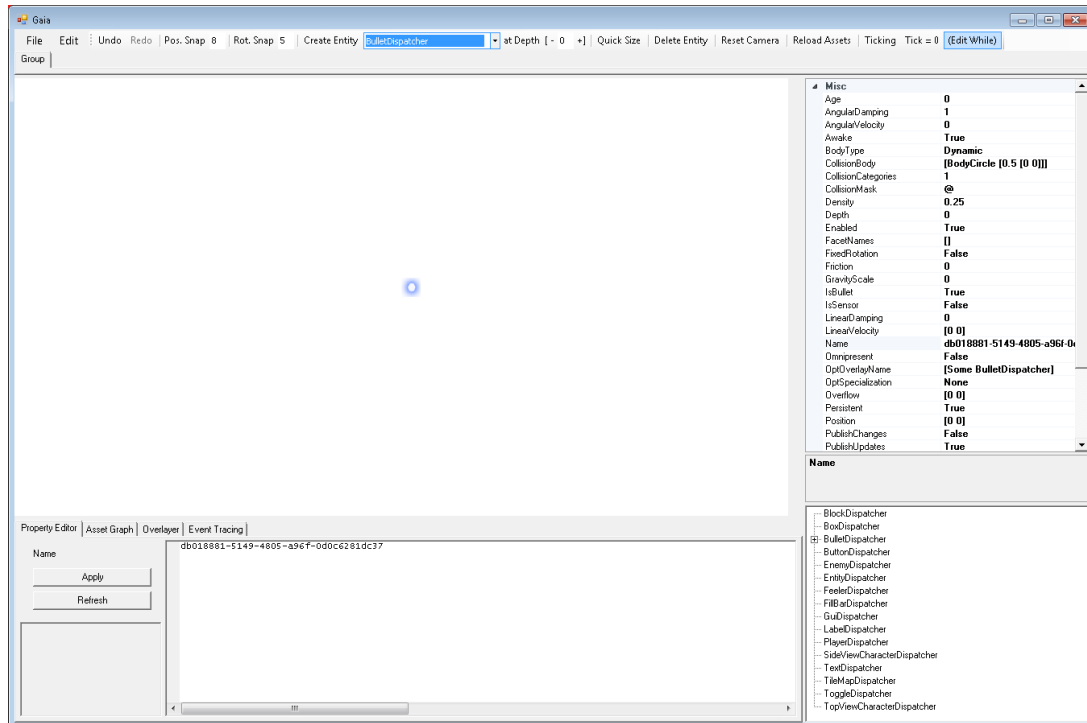 Gaia
File Edit Undo Redo Pos. Snap 8 Rot. Snap 5 Create Entity BulletDispatcher at Depth [ - 0 +] Quick Size Delete Entity Reset Camera Reload Assets Ticking Tick = 0 (Edit While)
Group
Misc
Age 0
AngularDamping 1
AngularVelocity 0
Awake True
BodyType Dynamic
CollisionBody [BodyCircle [0.5 [0 0]]]
CollisionCategories 1
CollisionMask @
Density 0.25
Depth 0
Enabled True
FacetNames []
FixedRotation False
Friction 0
GravityScale 0
IsBullet True
IsSensor False
LinearDamping 0
LinearVelocity [0 0]
Name db018881-5149-4805-a96f-0d
Omnipresent False
OptOverlayName [Some BulletDispatcher]
OptSpecialization None
Overflow [0 0]
Persistent True
Position [0 0]
PublishChanges False
PublishUpdates True
Name
Property Editor Asset Graph Overlayer Event Tracing
Name
Apply
Refresh
db018881-5149-4805-a96f-0d0c6281dc37
BlockDispatcher
BoxDispatcher
BulletDispatcher
ButtonDispatcher
EnemyDispatcher
EntityDispatcher
FeelerDispatcher
FillBarDispatcher
GuiDispatcher
LabelDispatcher
PlayerDispatcher
SideViewCharacterDispatcher
TextDispatcher
TileMapDispatcher
ToggleDispatcher
TopViewCharacterDispatcher